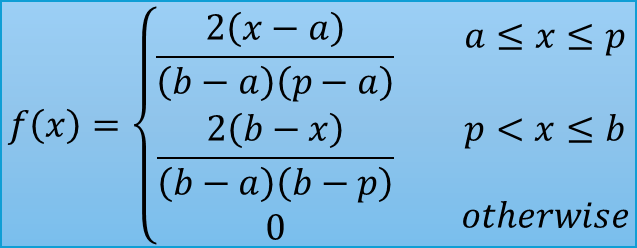 f(x) = { 2(x − a) / (b − a)(p − a)   a ≤ x ≤ p
2(b − x) / (b − a)(b − p)   p < x ≤ b
0   otherwise